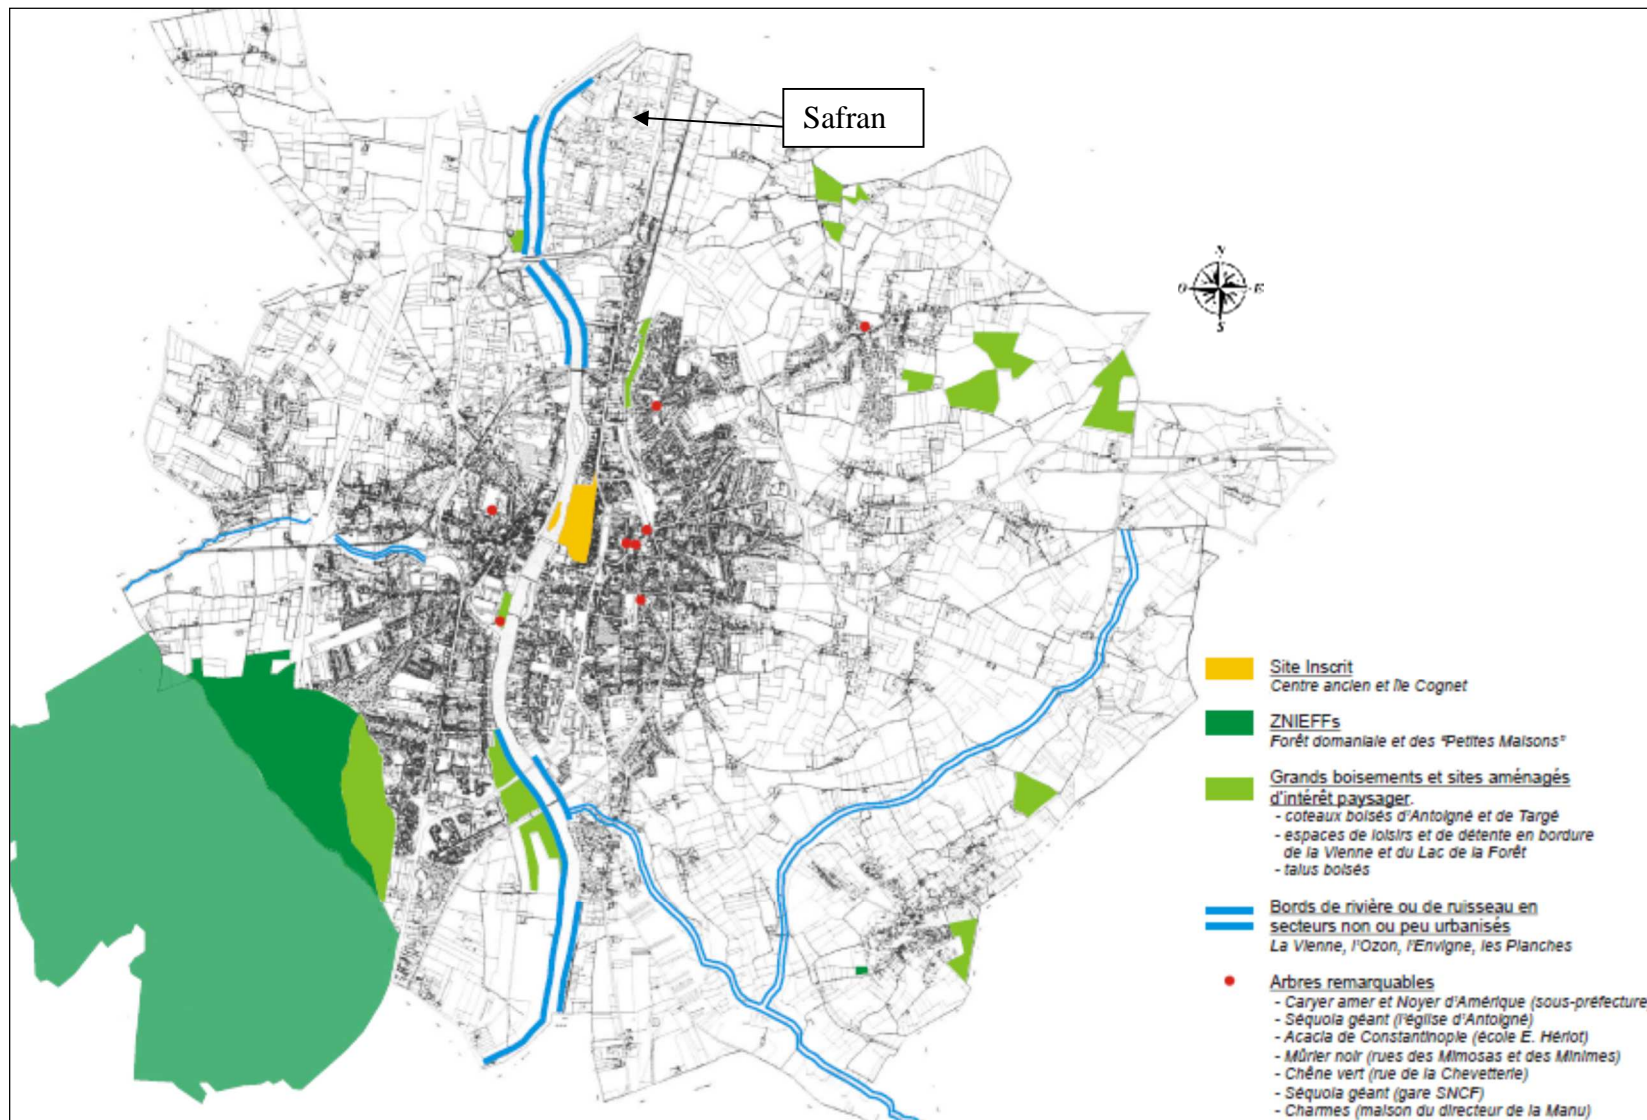 Safran
N
O
E
S
Site Inscrit
Centre ancien et île Cognet
ZNIEFFs
Forêt domaniale et des "Petites Maisons"
Grands boisements et sites aménagés
d'intérêt paysager.
- coteaux boisés d'Antoigné et de Targé
- espaces de loisirs et de détente en bordure
de la Vienne et du Lac de la Forêt
- talus boisés
Bords de rivière ou de ruisseau en
secteurs non ou peu urbanisés
La Vienne, l'Ozon, l'Envigne, les Planches
Arbres remarquables
- Caryer amer et Noyer d'Amérique (sous-préfecture
- Séquoia géant (l'église d'Antoigné)
- Acacia de Constantinople (école E. Hériot)
- Mûrier noir (rues des Mimosas et des Minimes)
- Chêne vert (rue de la Chevetterie)
- Séquoia géant (gare SNCF)
- Charmes (maison du directeur de la Manu)